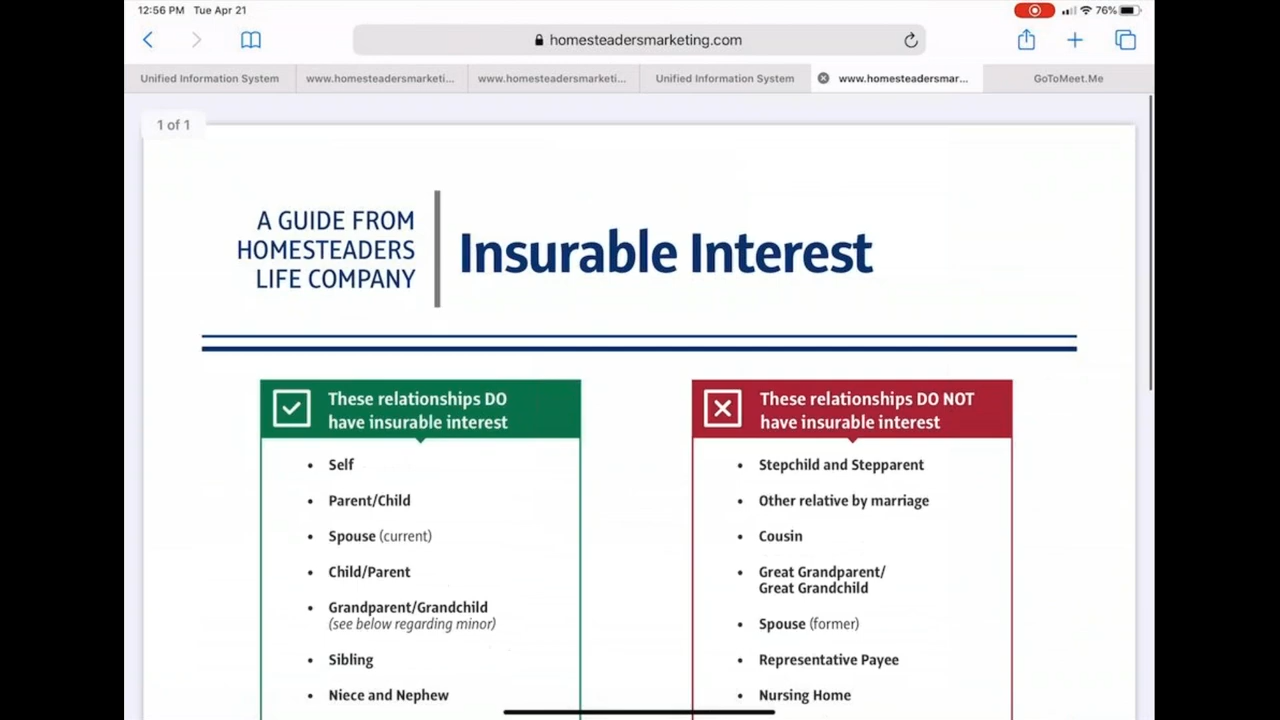 12:56 PM Tue Apr 21
76%
homesteadersmarketing.com
Unified Information System
www.homesteadersmarketi...
www.homesteadersmarketi...
Unified Information System
www.homesteadersmar...
GoToMeet.Me
1 of 1
A GUIDE FROM
HOMESTEADERS
LIFE COMPANY
Insurable Interest
These relationships DO
have insurable interest
• Self
• Parent/Child
• Spouse (current)
• Child/Parent
• Grandparent/Grandchild
(see below regarding minor)
• Sibling
• Niece and Nephew
These relationships DO NOT
have insurable interest
• Stepchild and Stepparent
• Other relative by marriage
• Cousin
• Great Grandparent/
Great Grandchild
• Spouse (former)
• Representative Payee
• Nursing Home